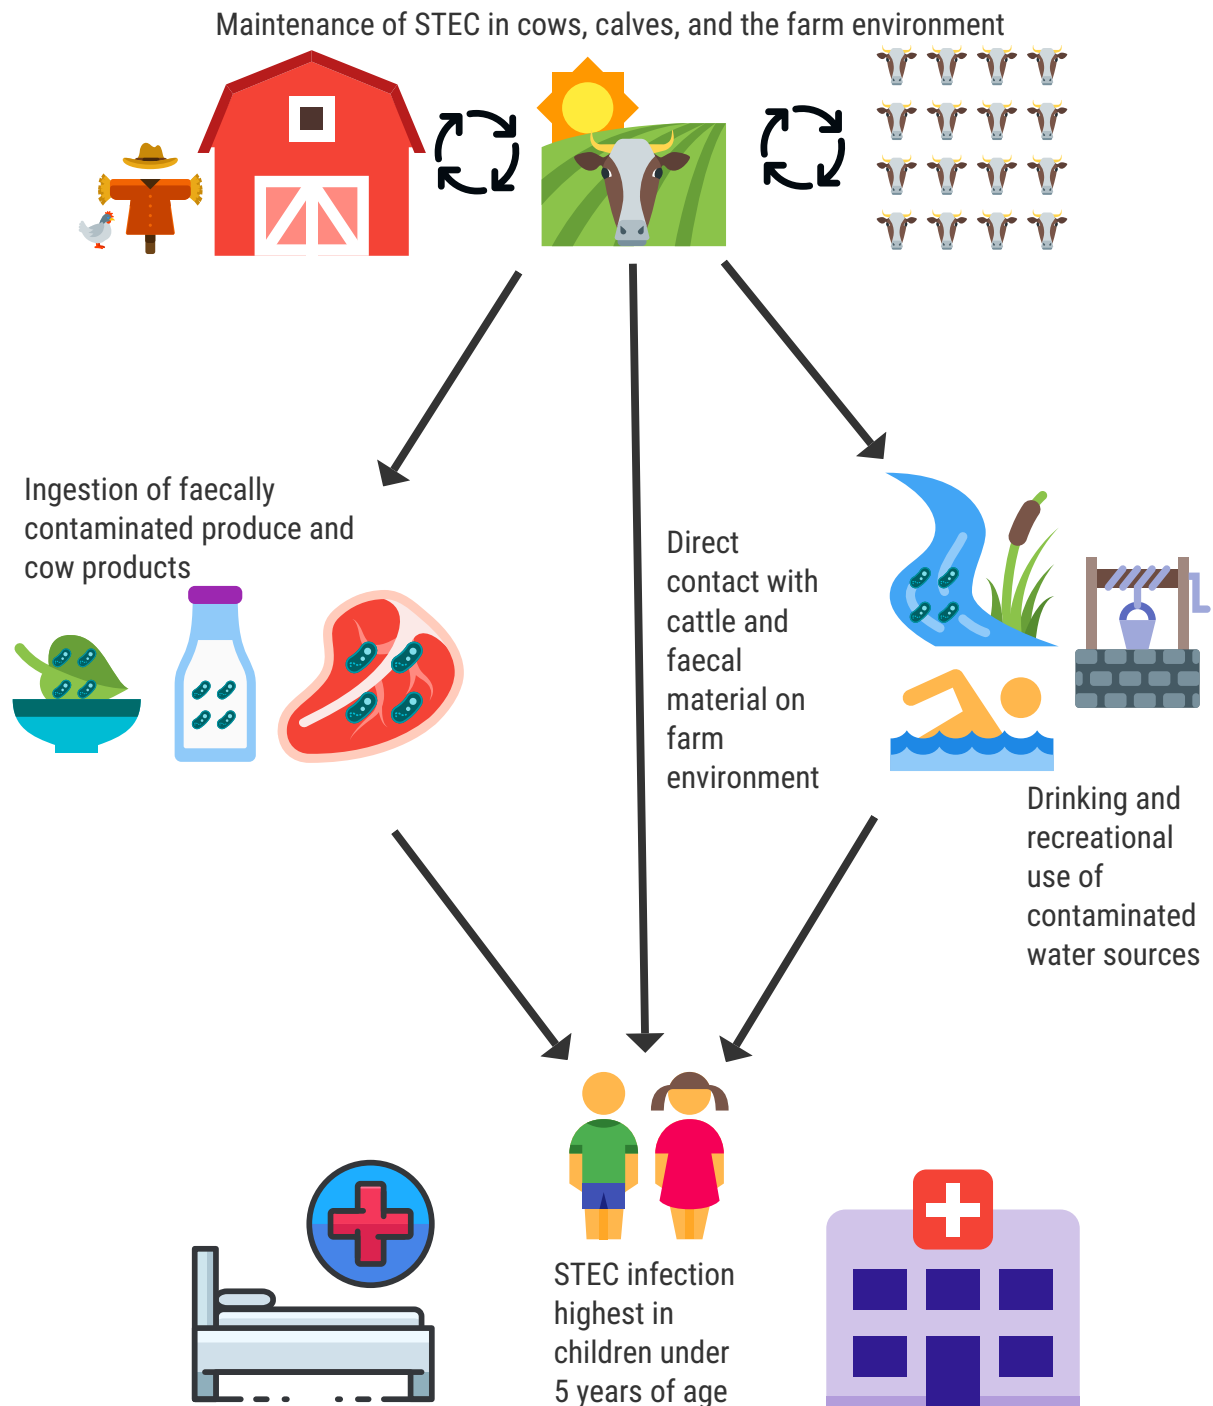 Maintenance of STEC in cows, calves, and the farm environment
Ingestion of faecally
contaminated produce and
cow products
Direct
contact with
cattle and
faecal
material on
farm
environment
Drinking and
recreational
use of
contaminated
water sources
STEC infection
highest in
children under
5 years of age